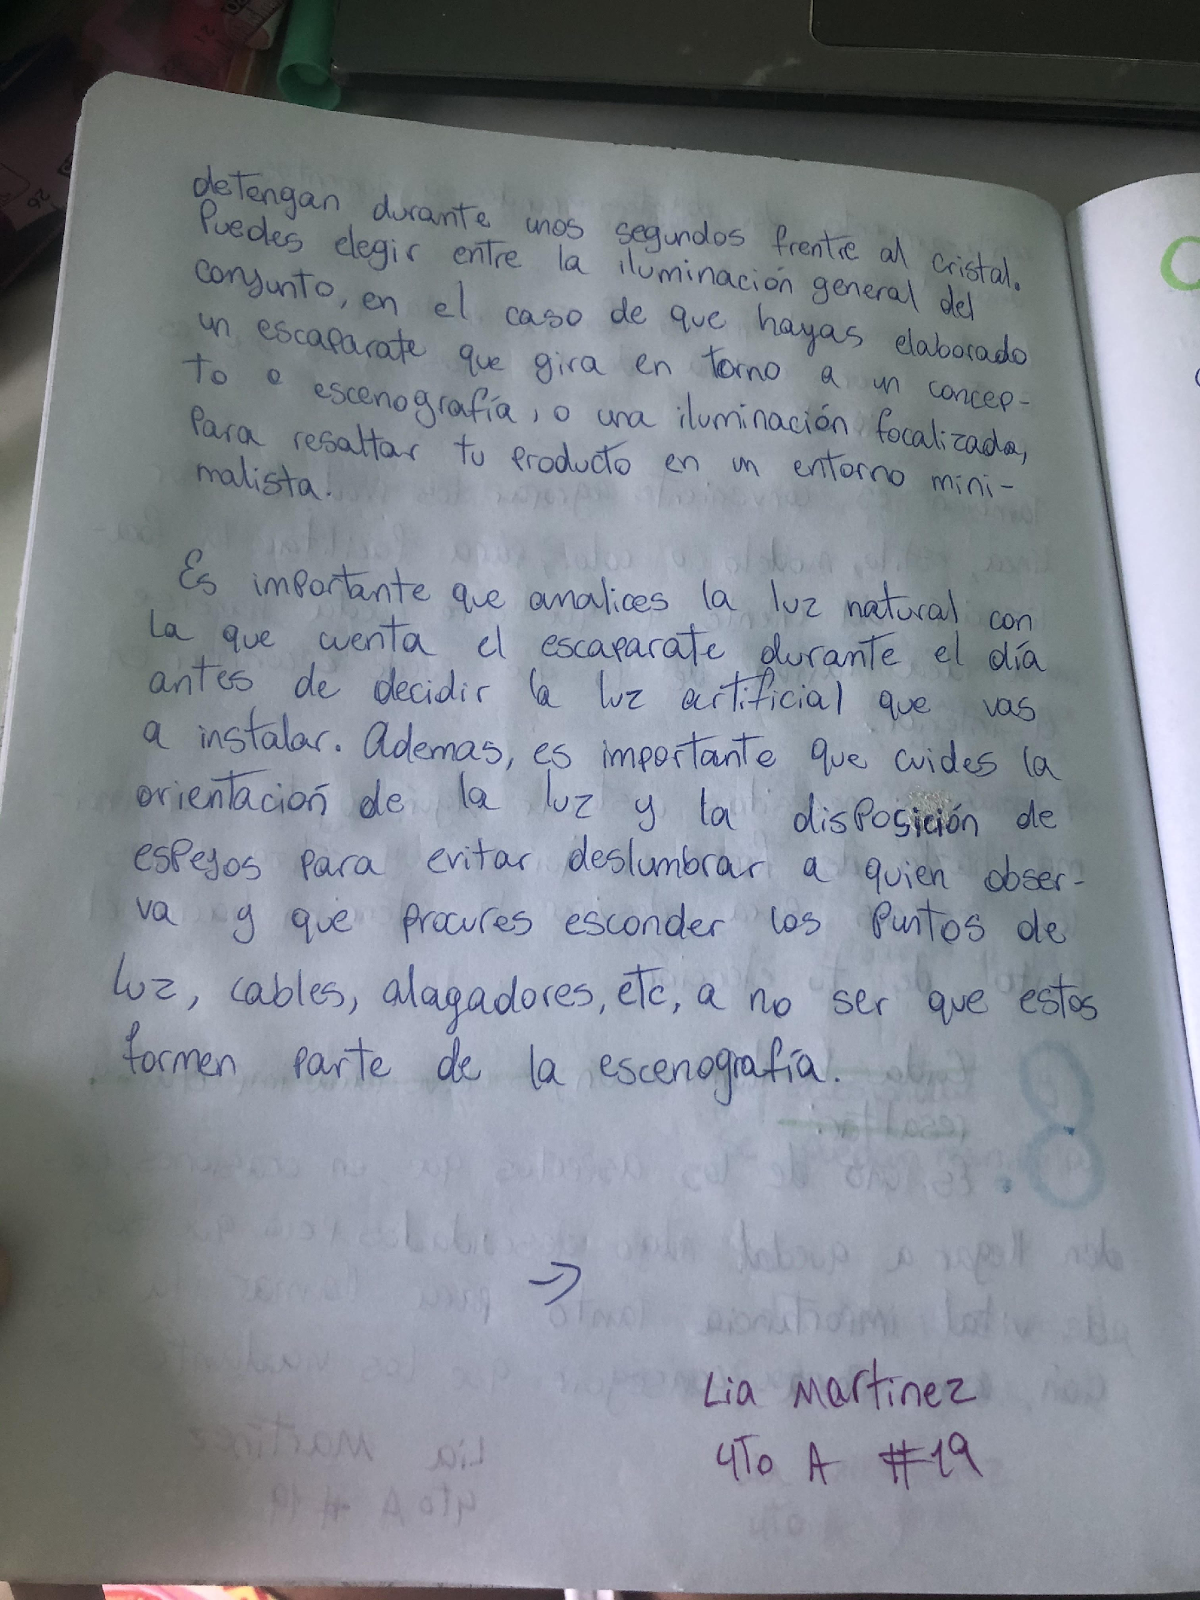 detengan durante unos segundos frente al cristal.
Puedes elegir entre la iluminación general del
conjunto, en el caso de que hayas elaborado
un escaparate que gira en torno a un concep-
to o escenografía, o una iluminación focalizada,
para resaltar tu producto en un entorno mini-
malista.
Es importante que analices la luz natural con
la que cuenta el escaparate durante el día
antes de decidir la luz artificial que vas
a instalar. Ademas, es importante que cuides la
orientación de la luz y la disposición de
espejos para evitar deslumbrar a quien obser-
va y que procures esconder los puntos de
luz, cables, alagadores, etc, a no ser que estos
formen parte de la escenografía.
Lia Martinez
4To A #19